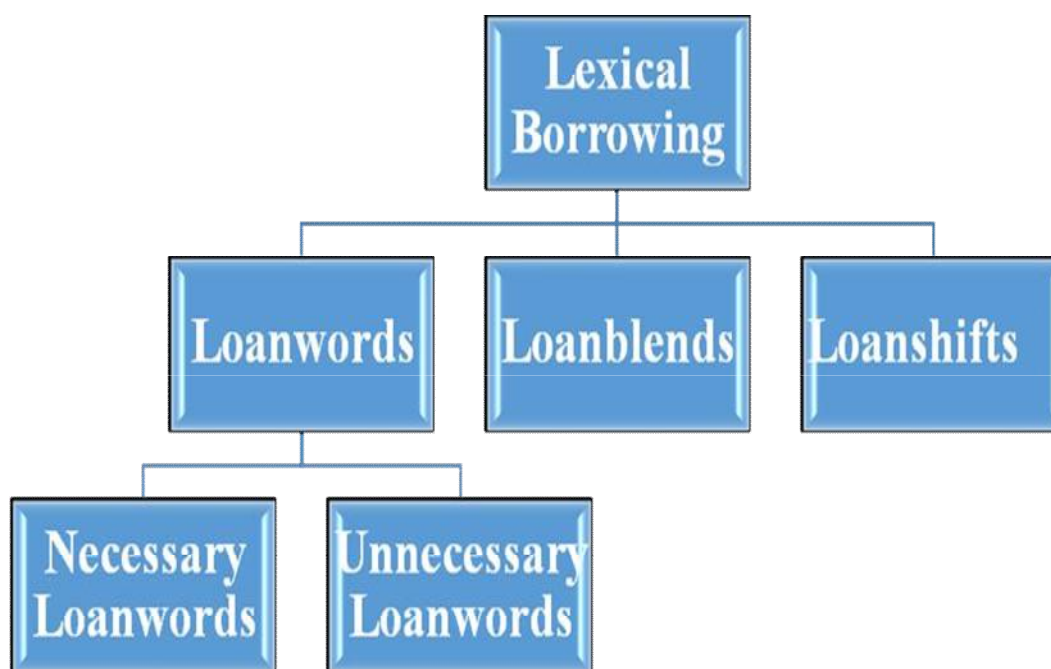 Lexical
Borrowing
Loanwords
Loanblends
Loanshifts
Necessary
Loanwords
Unnecessary
Loanwords